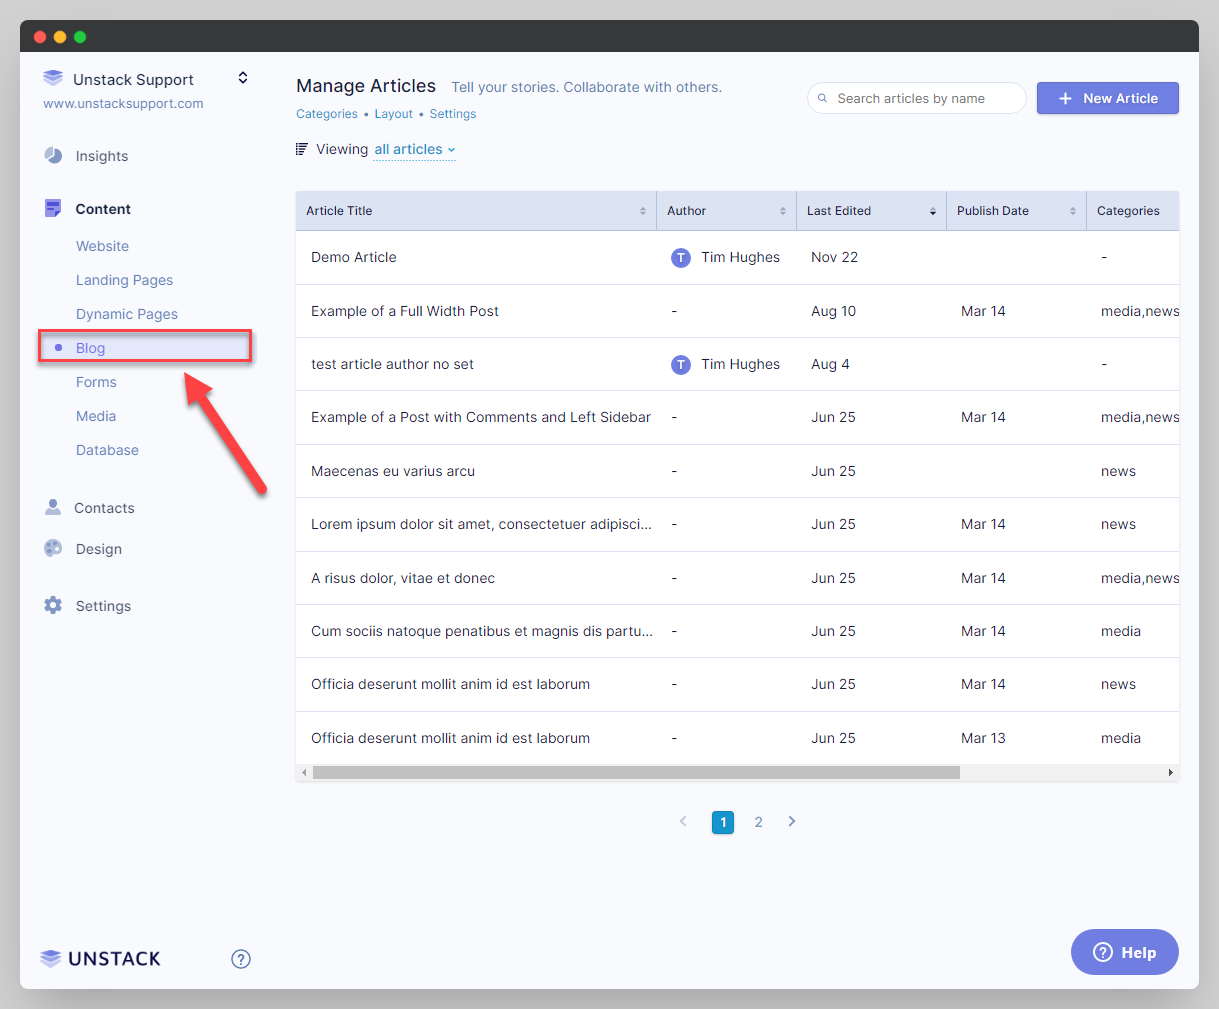 Unstack Support
www.unstacksupport.com
Insights
Content
Website
Landing Pages
Dynamic Pages
Blog
Forms
Media
Database
Contacts
Design
Settings
UNSTACK
?
Manage Articles Tell your stories. Collaborate with others.
Categories • Layout • Settings
Search articles by name
+ New Article
Viewing all articles
Article Title Author Last Edited Publish Date Categories
Demo Article T Tim Hughes Nov 22 -
Example of a Full Width Post - Aug 10 Mar 14 media,news
test article author no set T Tim Hughes Aug 4 -
Example of a Post with Comments and Left Sidebar - Jun 25 Mar 14 media,news
Maecenas eu varius arcu - Jun 25 news
Lorem ipsum dolor sit amet, consectetuer adipisci... - Jun 25 Mar 14 news
A risus dolor, vitae et donec - Jun 25 Mar 14 media,news
Cum sociis natoque penatibus et magnis dis partu... - Jun 25 Mar 14 media
Officia deserunt mollit anim id est laborum - Jun 25 Mar 14 news
Officia deserunt mollit anim id est laborum - Jun 25 Mar 13 media
1 2
? Help